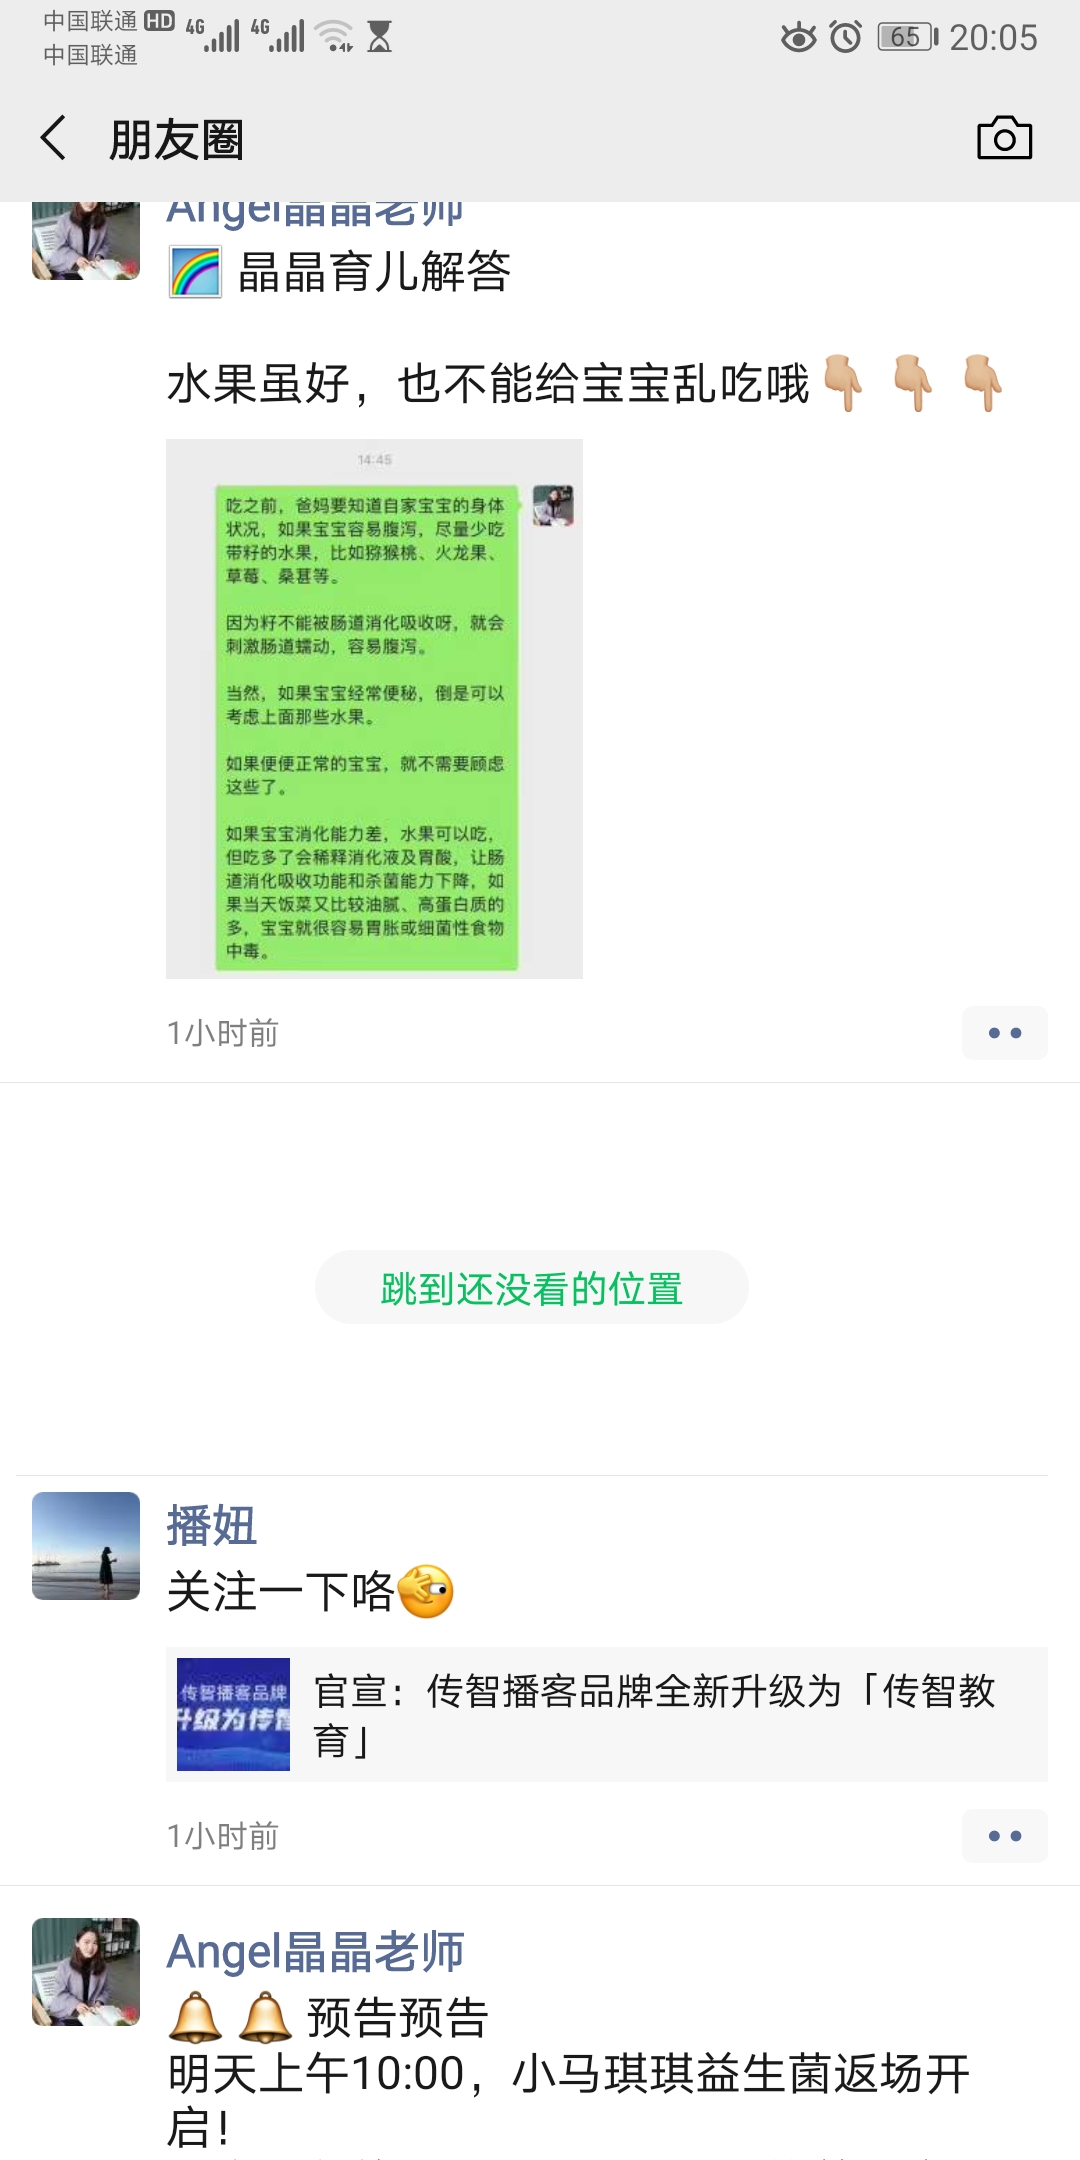 中国联通 HD 4G 4G 65 20:05
中国联通
朋友圈
Angel晶晶老师
晶晶育儿解答
水果虽好，也不能给宝宝乱吃哦
14:45
吃之前，爸妈要知道自家宝宝的身体
状况，如果宝宝容易腹泻，尽量少吃
带籽的水果，比如猕猴桃、火龙果、
草莓、桑葚等。
因为籽不能被肠道消化吸收呀，就会
刺激肠道蠕动，容易腹泻。
当然，如果宝宝经常便秘，倒是可以
考虑上面那些水果。
如果便便正常的宝宝，就不需要顾虑
这些了。
如果宝宝消化能力差，水果可以吃，
但吃多了会稀释消化液及胃酸，让肠
道消化吸收功能和杀菌能力下降，如
果当天饭菜又比较油腻、高蛋白质的
多，宝宝就很容易胃胀或细菌性食物
中毒。
1小时前
跳到还没看的位置
播妞
关注一下咯
传智播客品牌
升级为传智
官宣：传智播客品牌全新升级为「传智教
育」
1小时前
Angel晶晶老师
预告预告
明天上午10:00，小马琪琪益生菌返场开
启！